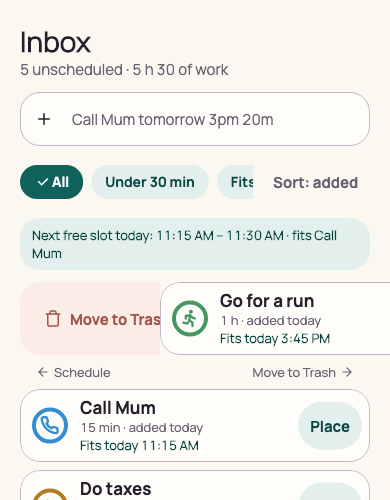 Inbox
5 unscheduled · 5 h 30 of work
Call Mum tomorrow 3pm 20m
All
Under 30 min
Fits
Sort: added
Next free slot today: 11:15 AM – 11:30 AM · fits Call
Mum
Move to Tras
Go for a run
1 h · added today
Fits today 3:45 PM
← Schedule
Move to Trash →
Call Mum
15 min · added today
Fits today 11:15 AM
Place
Do taxes